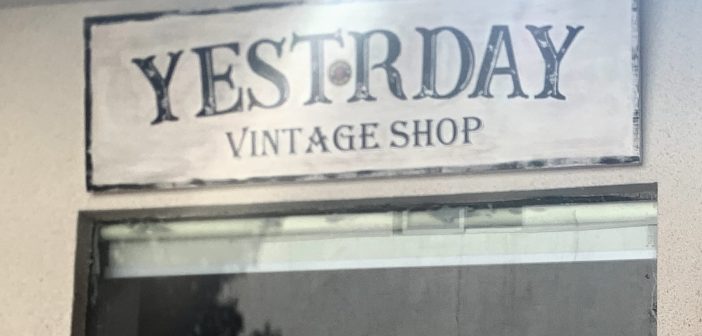 YESTRDAY
VINTAGE SHOP